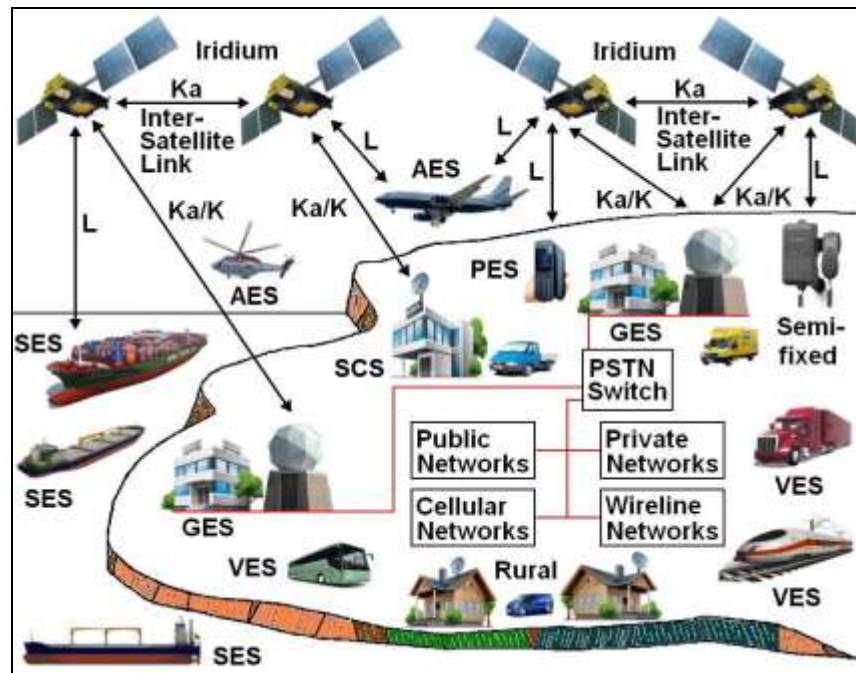 Iridium
Iridium
Ka
Ka
Inter-
Satellite
Link
Inter-
Satellite
Link
L
L
L
L
L
AES
Ka/K
Ka/K
Ka/K
Ka/K
AES
PES
SES
SCS
GES
Semi-
fixed
PSTN
Switch
Public
Networks
Private
Networks
SES
GES
VES
Cellular
Networks
Wireline
Networks
VES
Rural
VES
SES